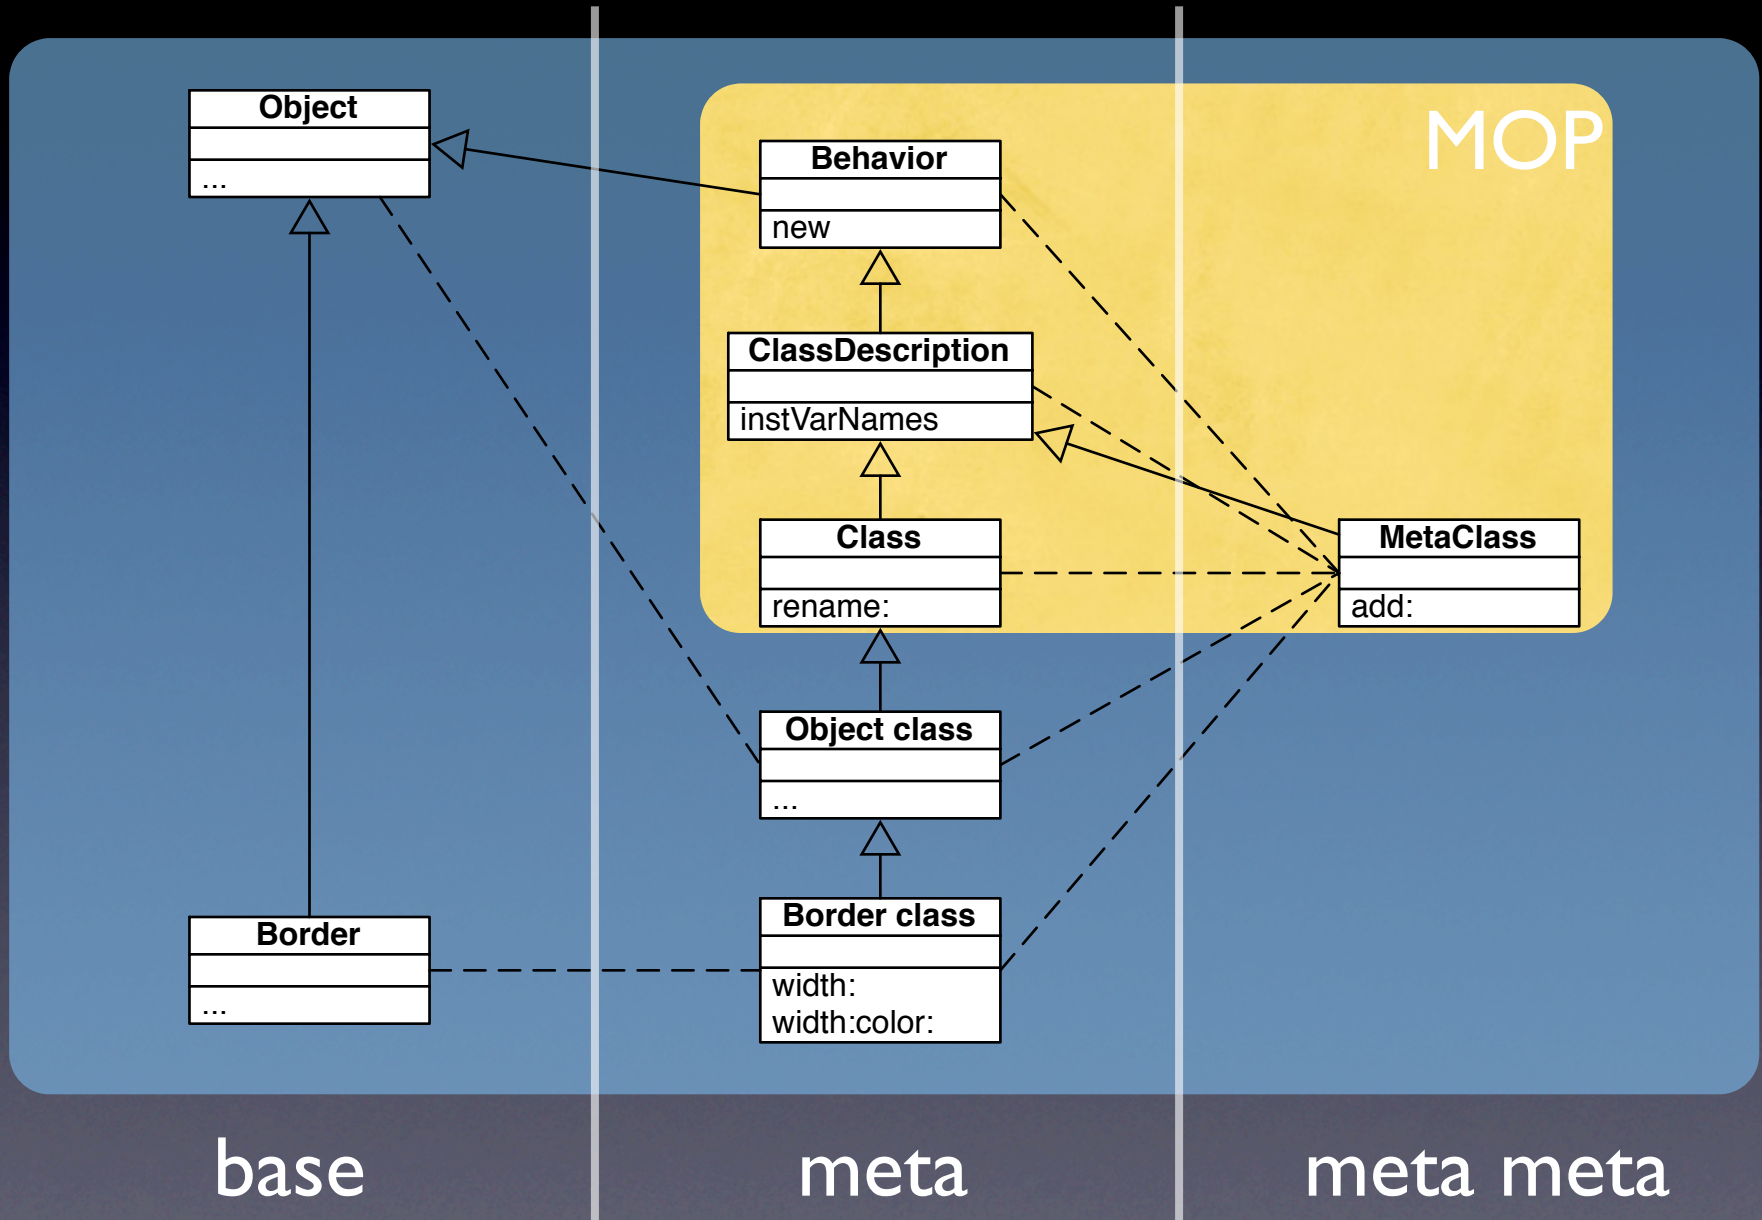 MOP
Object
...
Behavior
new
ClassDescription
instVarNames
Class
rename:
MetaClass
add:
Object class
...
Border
...
Border class
width:
width:color:
base
meta
meta meta